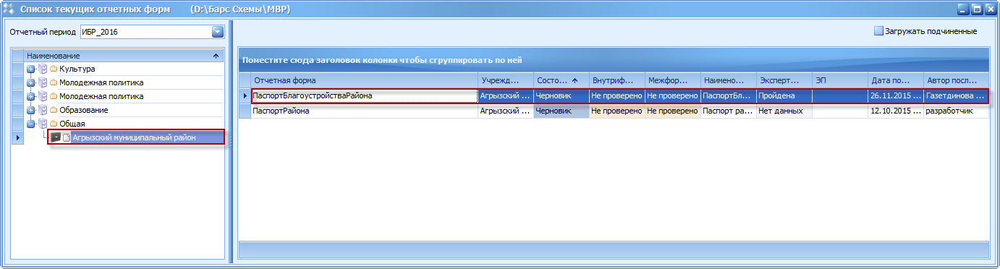 Список текущих отчетных форм (D:\Барс Схемы\МВР)
Отчетный период ИБР_2016
Загружать подчиненные
Наименование
Культура
Молодежная политика
Молодежная политика
Образование
Общая
Агрызский муниципальный район
Поместите сюда заголовок колонки чтобы сгруппировать по ней
Отчетная форма Учрежд... Состо... Внутриф... Межфор... Наимено... Эксперт... ЭП Дата по... Автор посл...
ПаспортБлагоустройстваРайона Агрызский ... Черновик Не проверено Не проверено ПаспортБл... Пройдена 26.11.2015 ... Газетдинова ...
ПаспортРайона Агрызский ... Черновик Не проверено Не проверено Паспорт ра... Нет данных 12.10.2015 ... разработчик